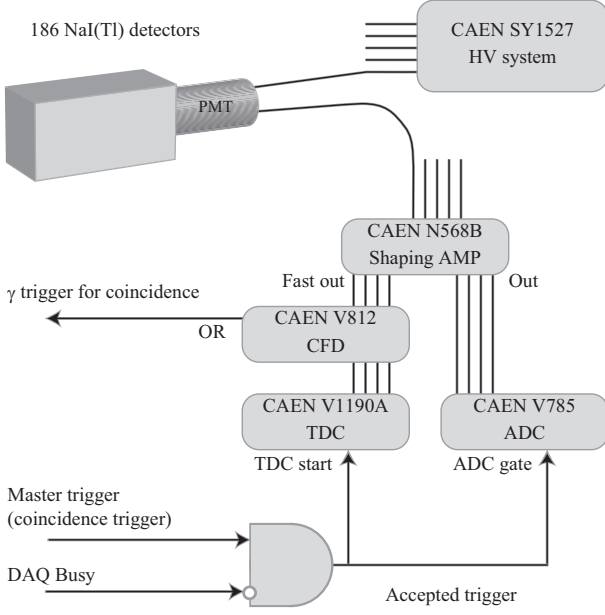 186 NaI(Tl) detectors
CAEN SY1527
HV system
PMT
CAEN N568B
Shaping AMP
Fast out
Out
γ trigger for coincidence
OR
CAEN V812
CFD
CAEN V1190A
TDC
CAEN V785
ADC
TDC start
ADC gate
Master trigger
(coincidence trigger)
DAQ Busy
Accepted trigger